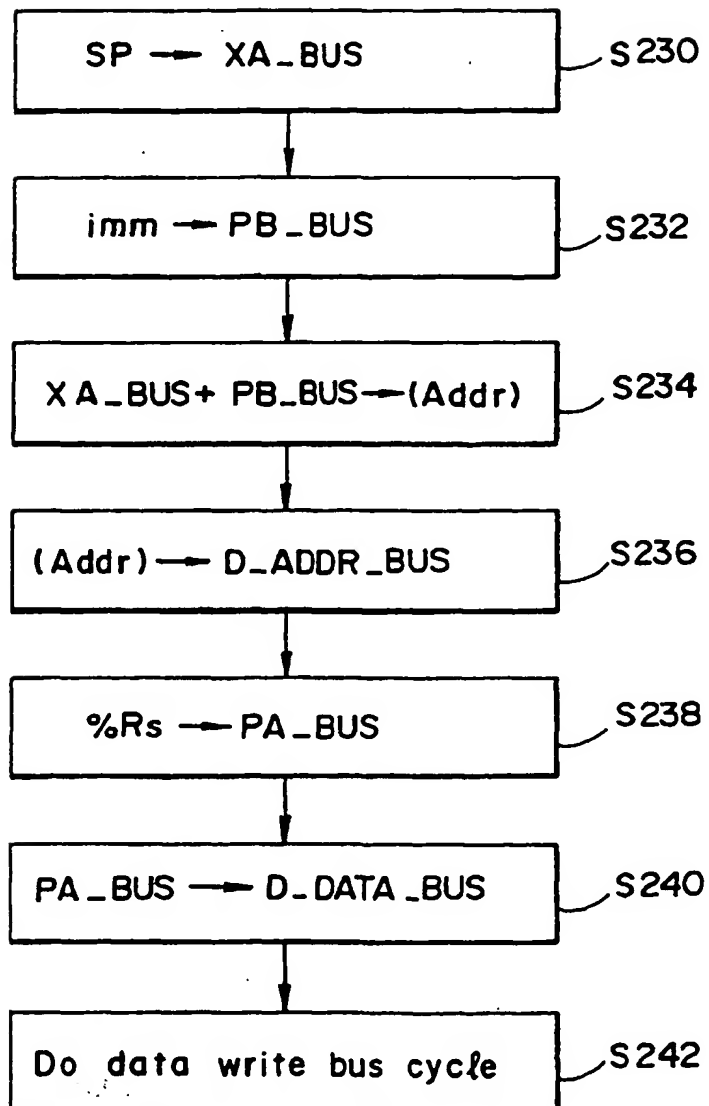 SP → XA_BUS S230
imm → PB_BUS S232
XA_BUS + PB_BUS → (Addr) S234
(Addr) → D_ADDR_BUS S236
%Rs → PA_BUS S238
PA_BUS → D_DATA_BUS S240
Do data write bus cycle S242